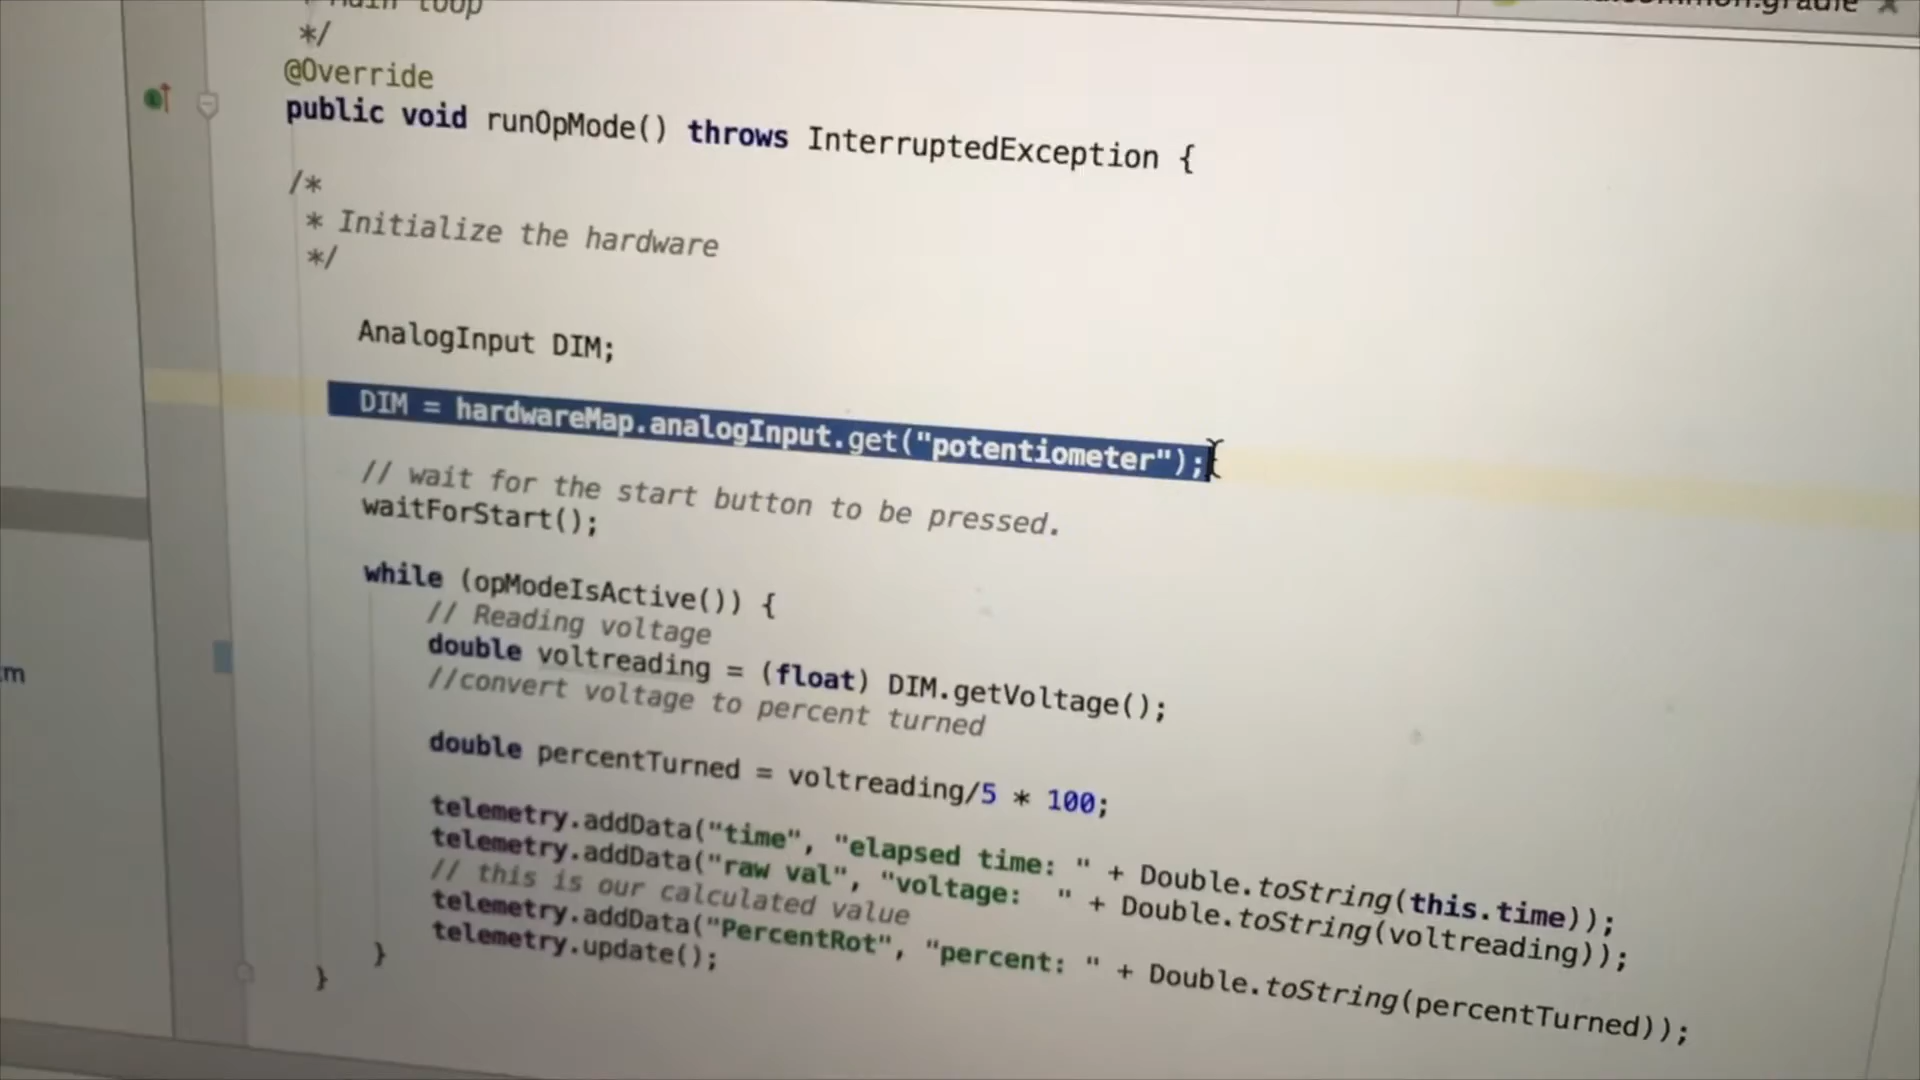 Main loop
*/
@Override
public void runOpMode() throws InterruptedException {
/*
* Initialize the hardware
*/
AnalogInput DIM;
DIM = hardwareMap.analogInput.get("potentiometer");
// wait for the start button to be pressed.
waitForStart();
while (opModeIsActive()) {
// Reading voltage
double voltreading = (float) DIM.getVoltage();
//convert voltage to percent turned
double percentTurned = voltreading/5 * 100;
telemetry.addData("time", "elapsed time: " + Double.toString(this.time));
telemetry.addData("raw val", "voltage:  " + Double.toString(voltreading));
// this is our calculated value
telemetry.addData("PercentRot", "percent: " + Double.toString(percentTurned));
telemetry.update();
}
}